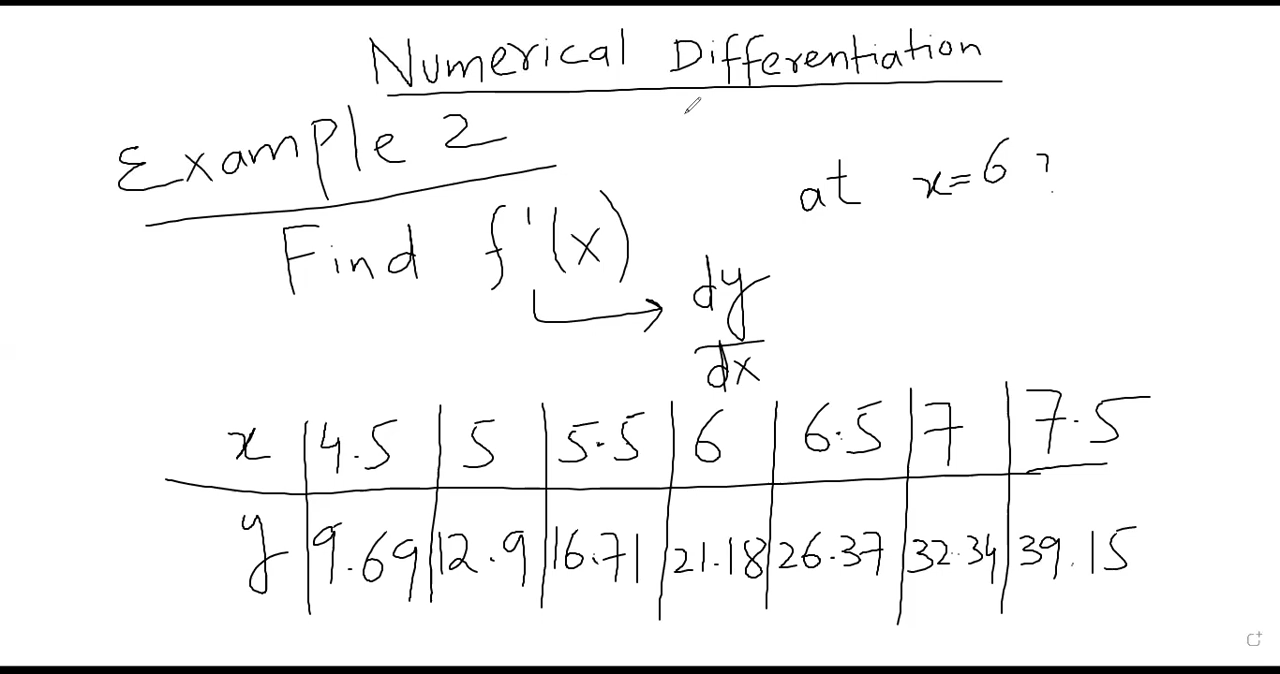 Numerical Differentiation
Example 2
at x=6 ?
Find f'(x)
dy
dx
x | 4.5 | 5 | 5.5 | 6 | 6.5 | 7 | 7.5
y | 9.69 | 12.9 | 16.71 | 21.18 | 26.37 | 32.34 | 39.15